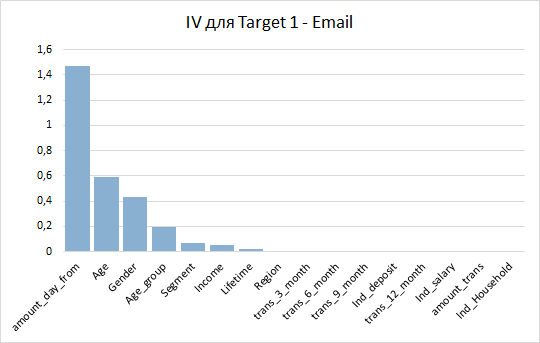 IV для Target 1 - Email
1,6
1,4
1,2
1
0,8
0,6
0,4
0,2
0
amount_day_from
Age
Gender
Age_group
Segment
Income
Lifetime
Region
trans_3_month
trans_6_month
trans_9_month
Ind_deposit
trans_12_month
Ind_salary
amount_trans
Ind_Household